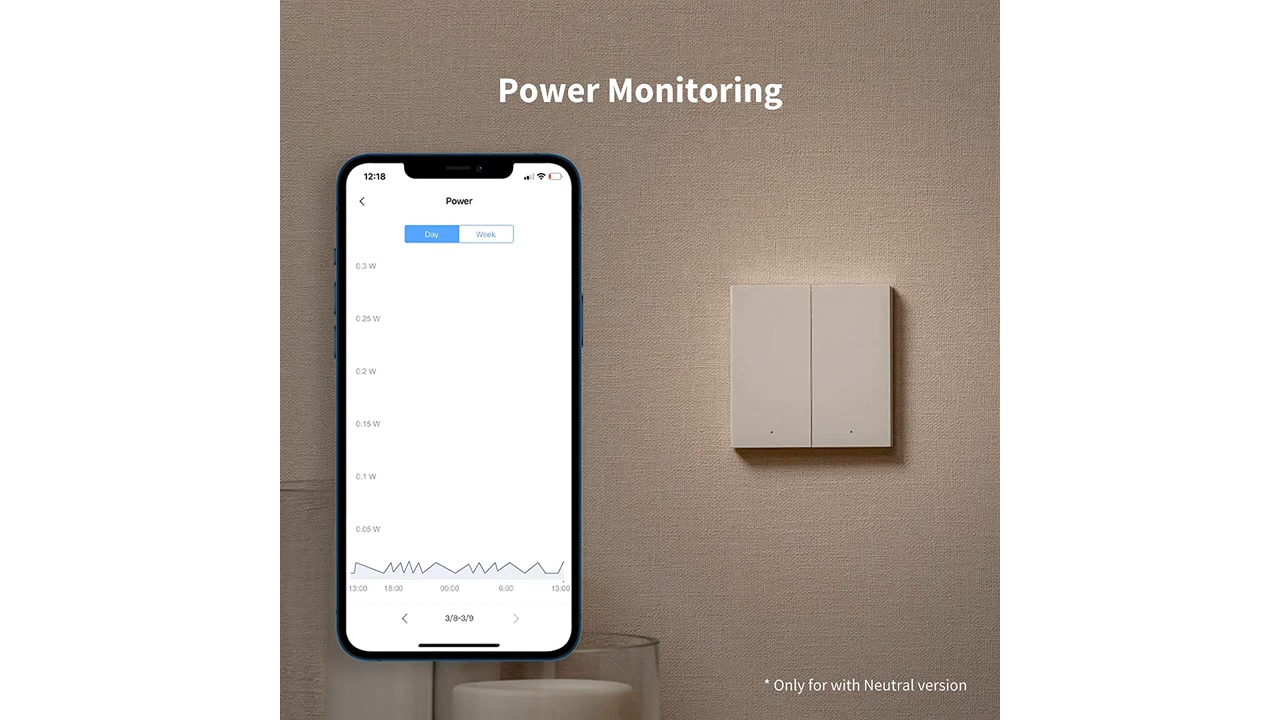 Power Monitoring
12:18
Power
Day Week
0.3 W
0.25 W
0.2 W
0.15 W
0.1 W
0.05 W
13:00 18:00 00:00 6:00 13:00
3/8-3/9
* Only for with Neutral version